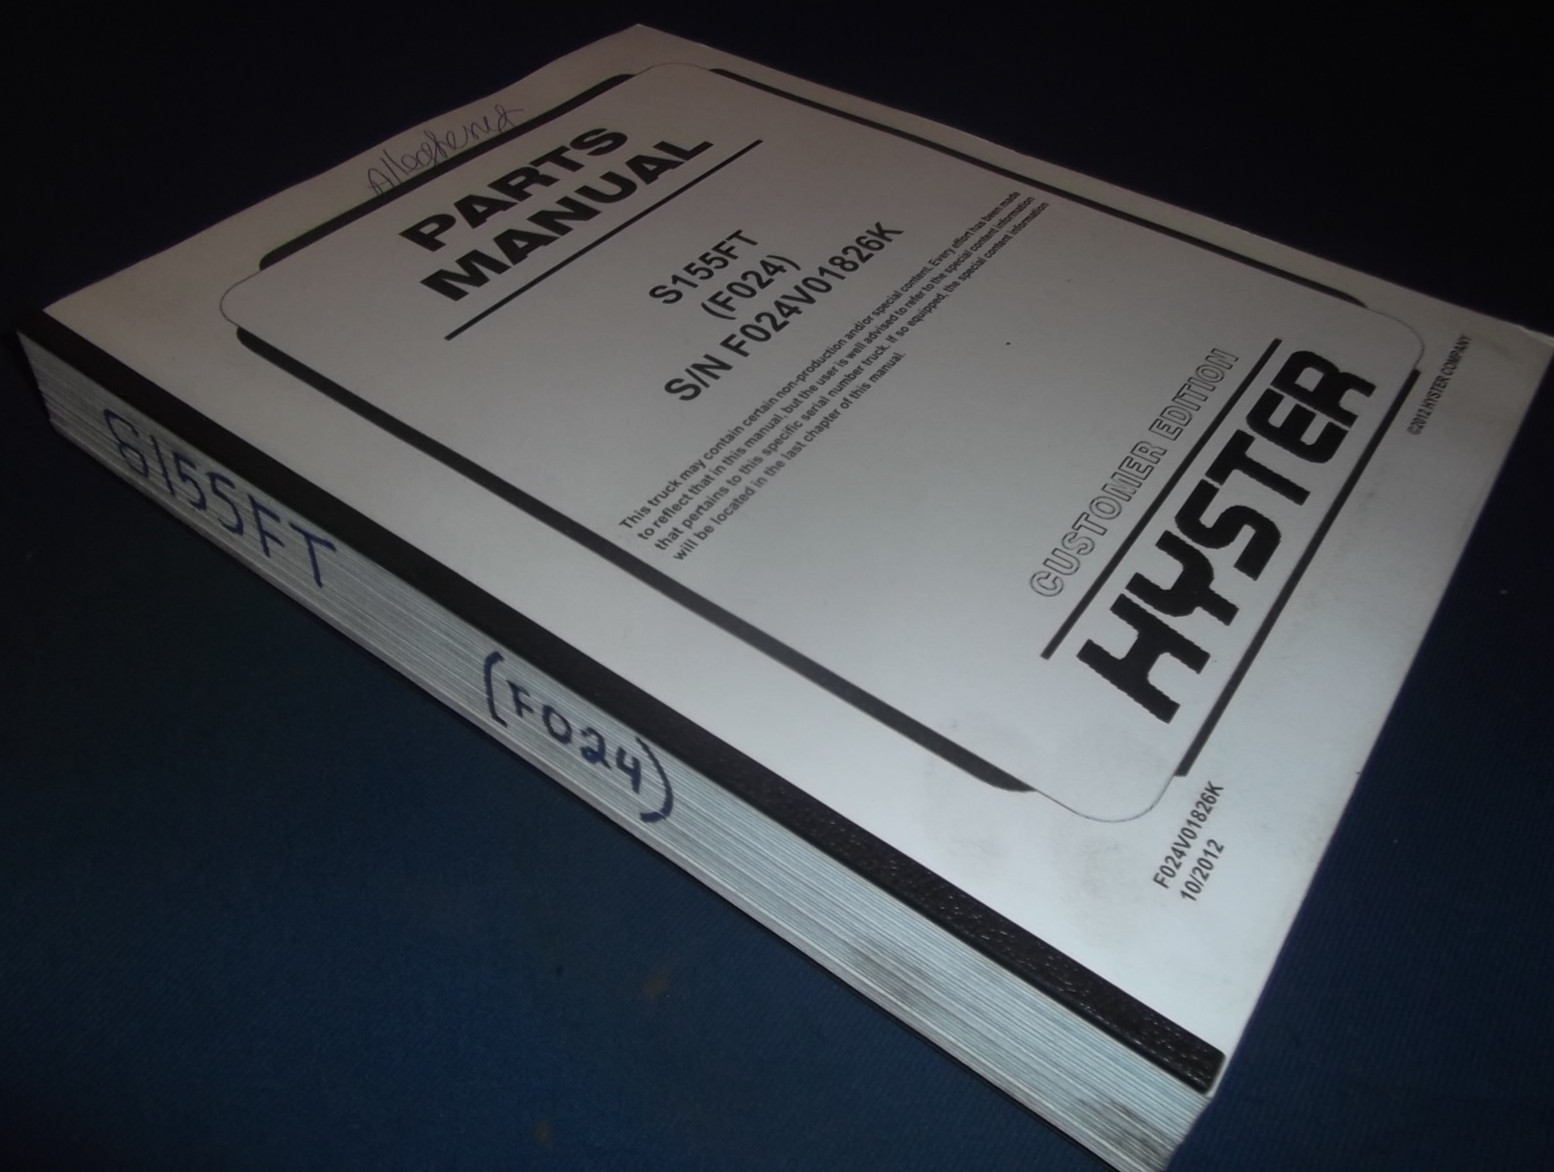 PARTS
MANUAL
S155FT
(F024)
S/N F024V01826K
This truck may contain certain non-production and/or special content. Every effort has been made
to reflect that in this manual, but the user is well advised to refer to the special content information
that pertains to this specific serial number truck. If so equipped, the special content information
will be located in the last chapter of this manual.
CUSTOMER EDITION
HYSTER
©2012 HYSTER COMPANY
F024V01826K
10/2012
S155FT
(F024)